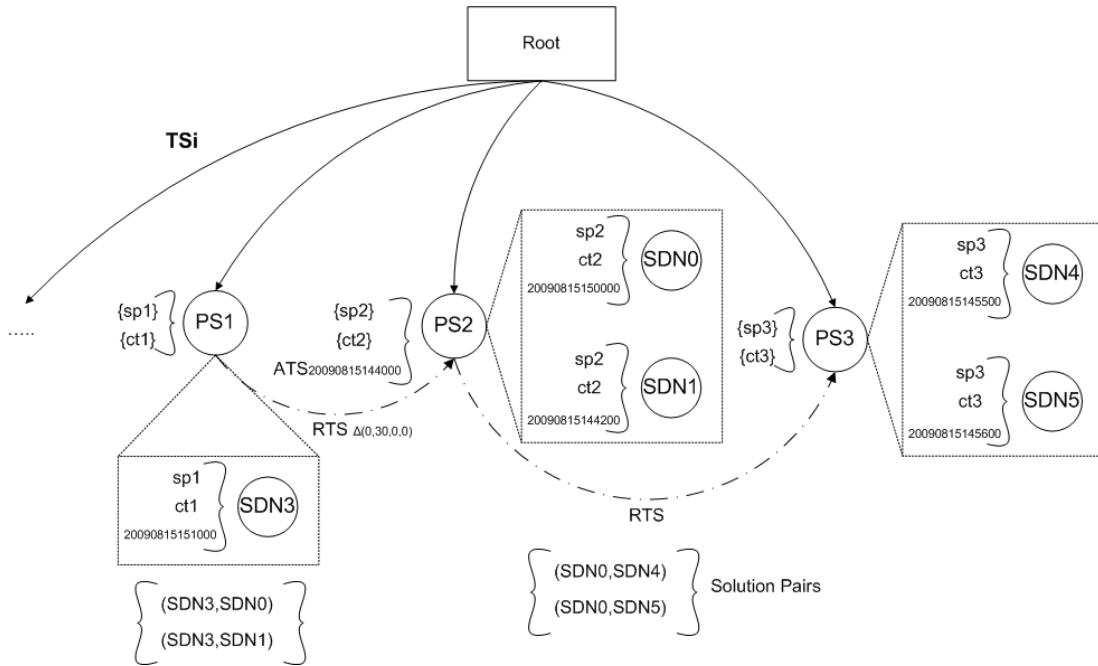 Root
TSi
.....
{sp1}
{ct1}
PS1
{sp2}
{ct2}
ATS20090815144000
PS2
sp2
ct2
20090815150000
SDN0
sp2
ct2
20090815144200
SDN1
{sp3}
{ct3}
PS3
sp3
ct3
20090815145500
SDN4
sp3
ct3
20090815145600
SDN5
RTS Δ(0,30,0,0)
RTS
sp1
ct1
20090815151000
SDN3
(SDN3,SDN0)
(SDN3,SDN1)
(SDN0,SDN4)
(SDN0,SDN5)
Solution Pairs